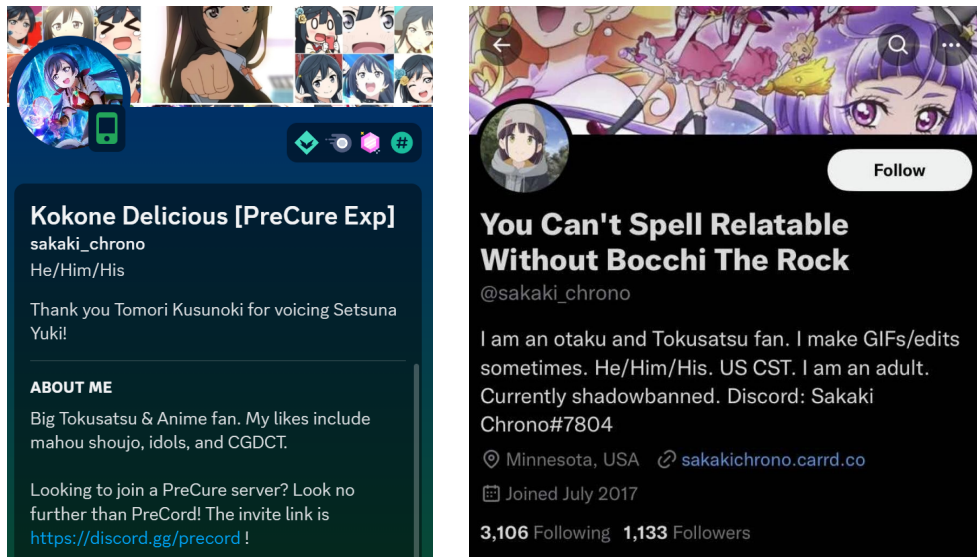 Kokone Delicious [PreCure Exp]
sakaki_chrono
He/Him/His
Thank you Tomori Kusunoki for voicing Setsuna
Yuki!
ABOUT ME
Big Tokusatsu & Anime fan. My likes include
mahou shoujo, idols, and CGDCT.
Looking to join a PreCure server? Look no
further than PreCord! The invite link is
https://discord.gg/precord !
Follow
You Can't Spell Relatable
Without Bocchi The Rock
@sakaki_chrono
I am an otaku and Tokusatsu fan. I make GIFs/edits
sometimes. He/Him/His. US CST. I am an adult.
Currently shadowbanned. Discord: Sakaki
Chrono#7804
Minnesota, USA sakakichrono.carrd.co
Joined July 2017
3,106 Following 1,133 Followers